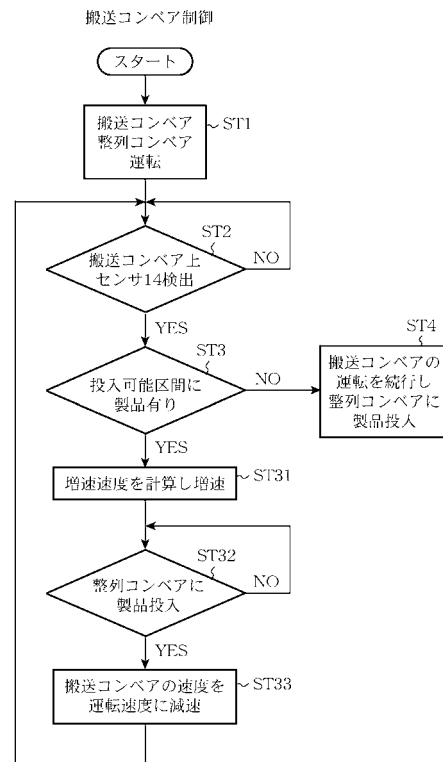 搬送コンベア制御
スタート
搬送コンベア
整列コンベア
運転
ST1
ST2
搬送コンベア上
センサ14検出
NO
YES
ST3
投入可能区間に
製品有り
NO
YES
ST4
搬送コンベアの
運転を続行し
整列コンベアに
製品投入
増速速度を計算し増速
ST31
ST32
整列コンベアに
製品投入
NO
YES
搬送コンベアの速度を
運転速度に減速
ST33